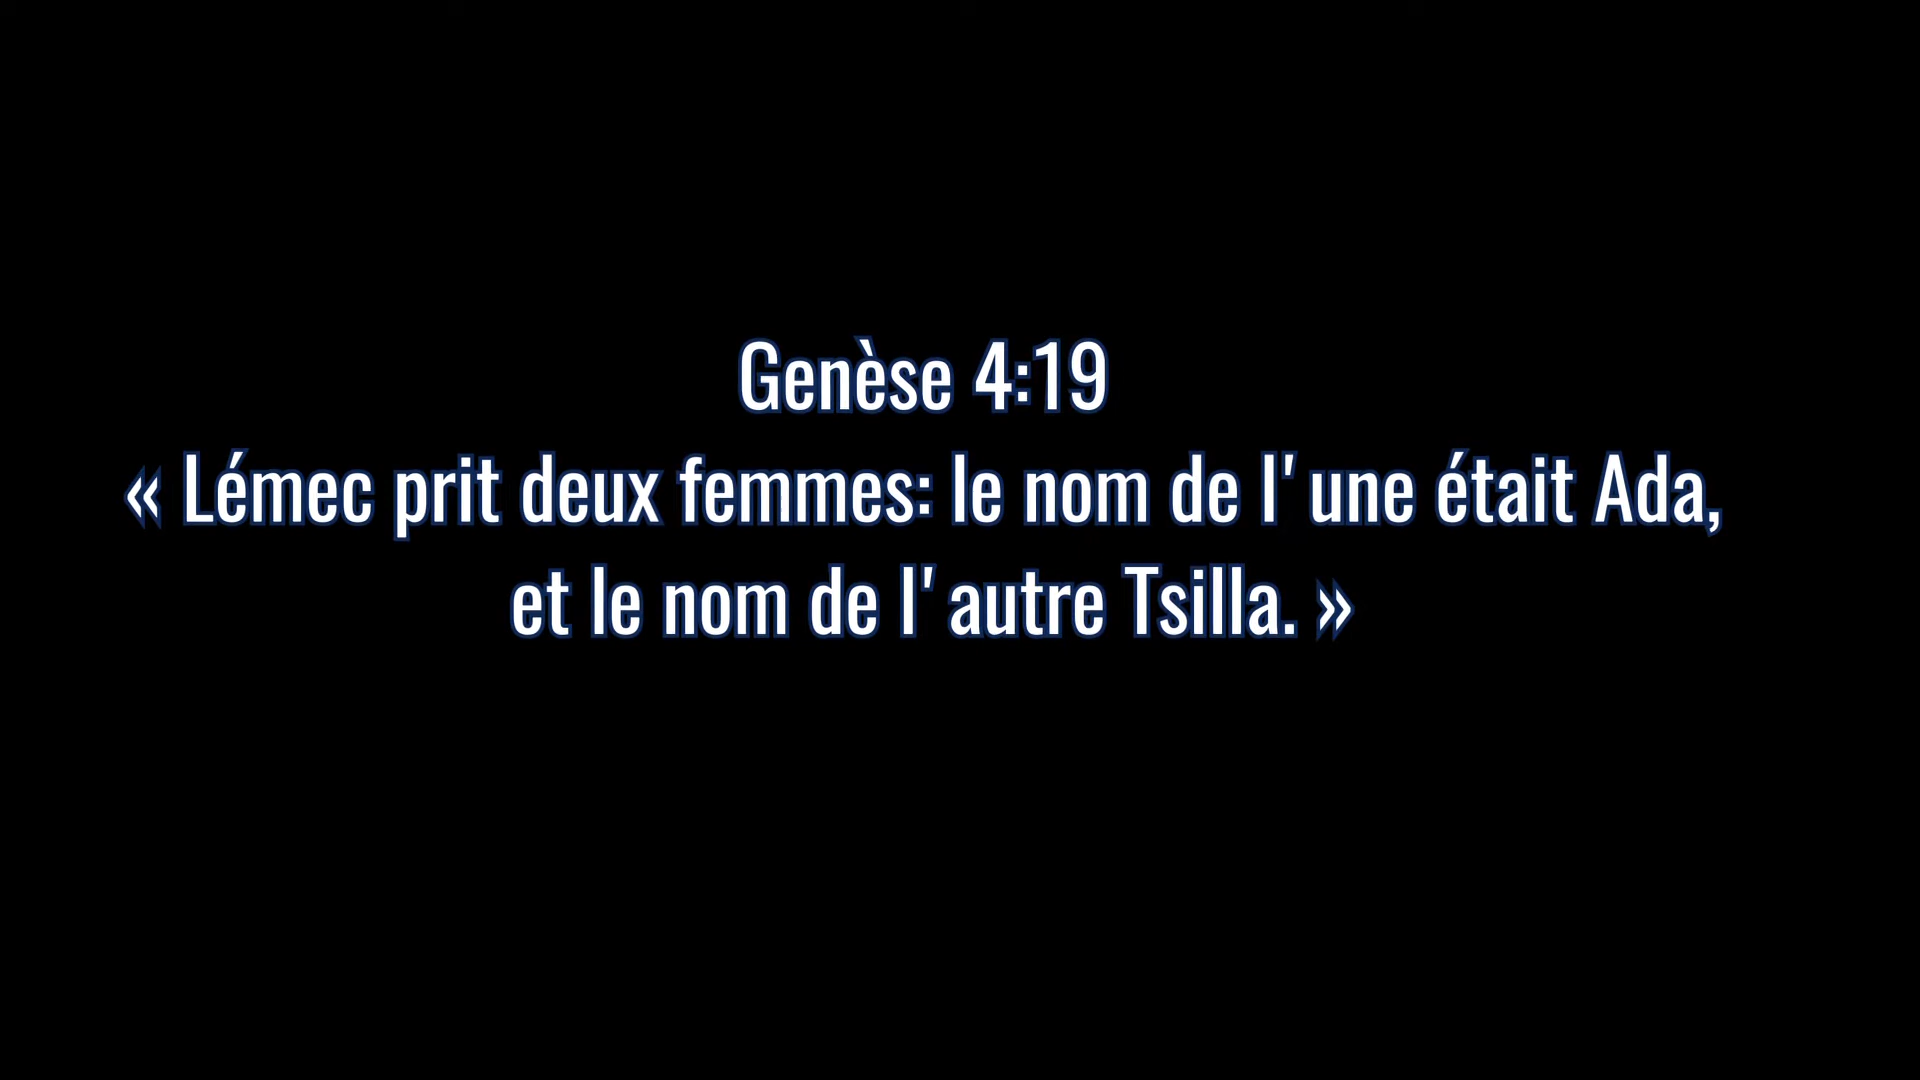 Genèse 4:19
« Lémec prit deux femmes: le nom de l'une était Ada,
et le nom de l'autre Tsilla. »